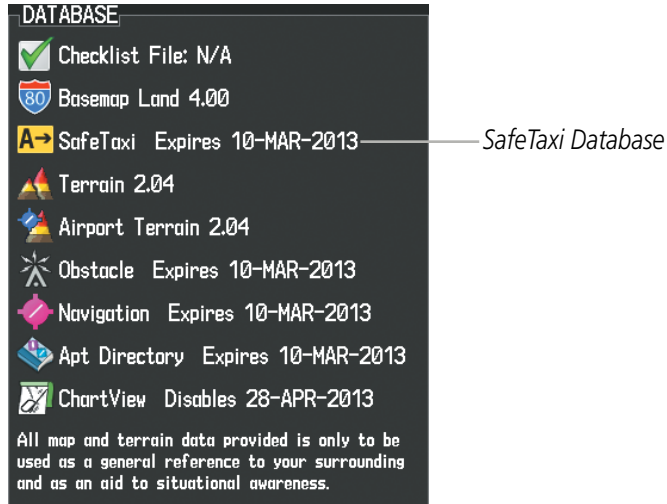 DATABASE
Checklist File: N/A
80 Basemap Land 4.00
A→ SafeTaxi Expires 10-MAR-2013
SafeTaxi Database
Terrain 2.04
Airport Terrain 2.04
Obstacle Expires 10-MAR-2013
Navigation Expires 10-MAR-2013
Apt Directory Expires 10-MAR-2013
ChartView Disables 28-APR-2013
All map and terrain data provided is only to be
used as a general reference to your surrounding
and as an aid to situational awareness.